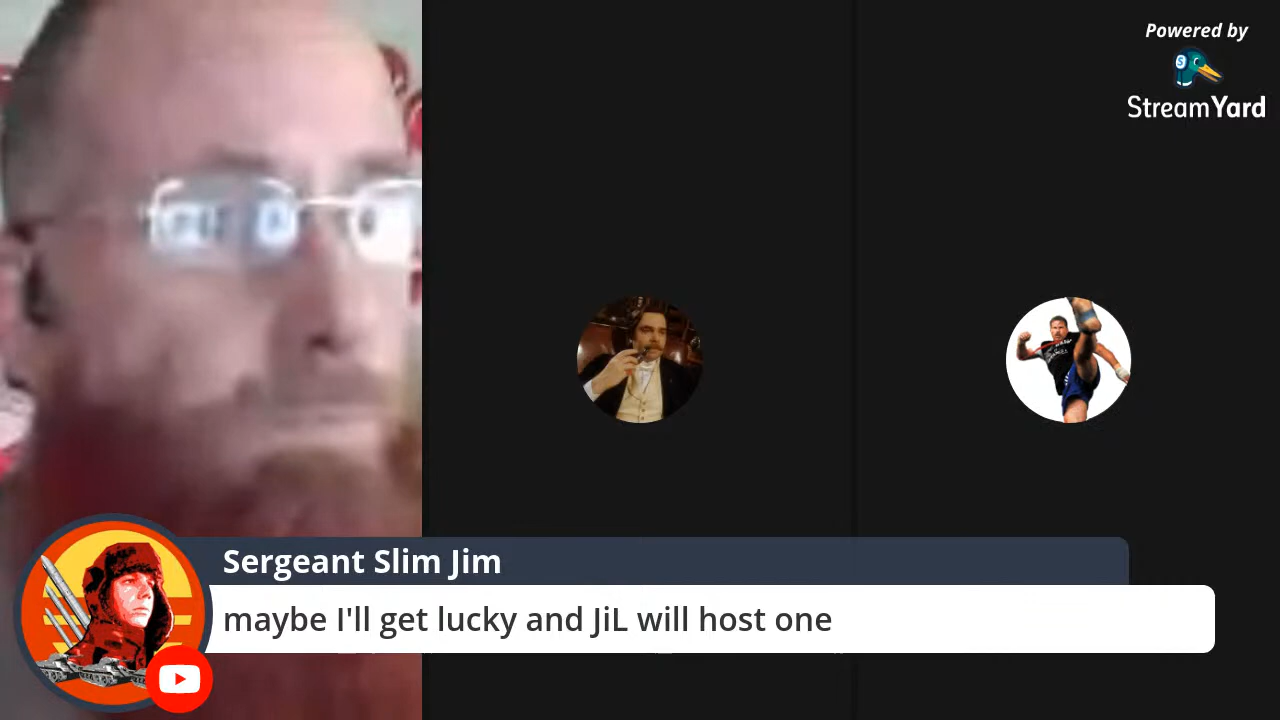 Powered by
StreamYard
Sergeant Slim Jim
maybe I'll get lucky and JiL will host one